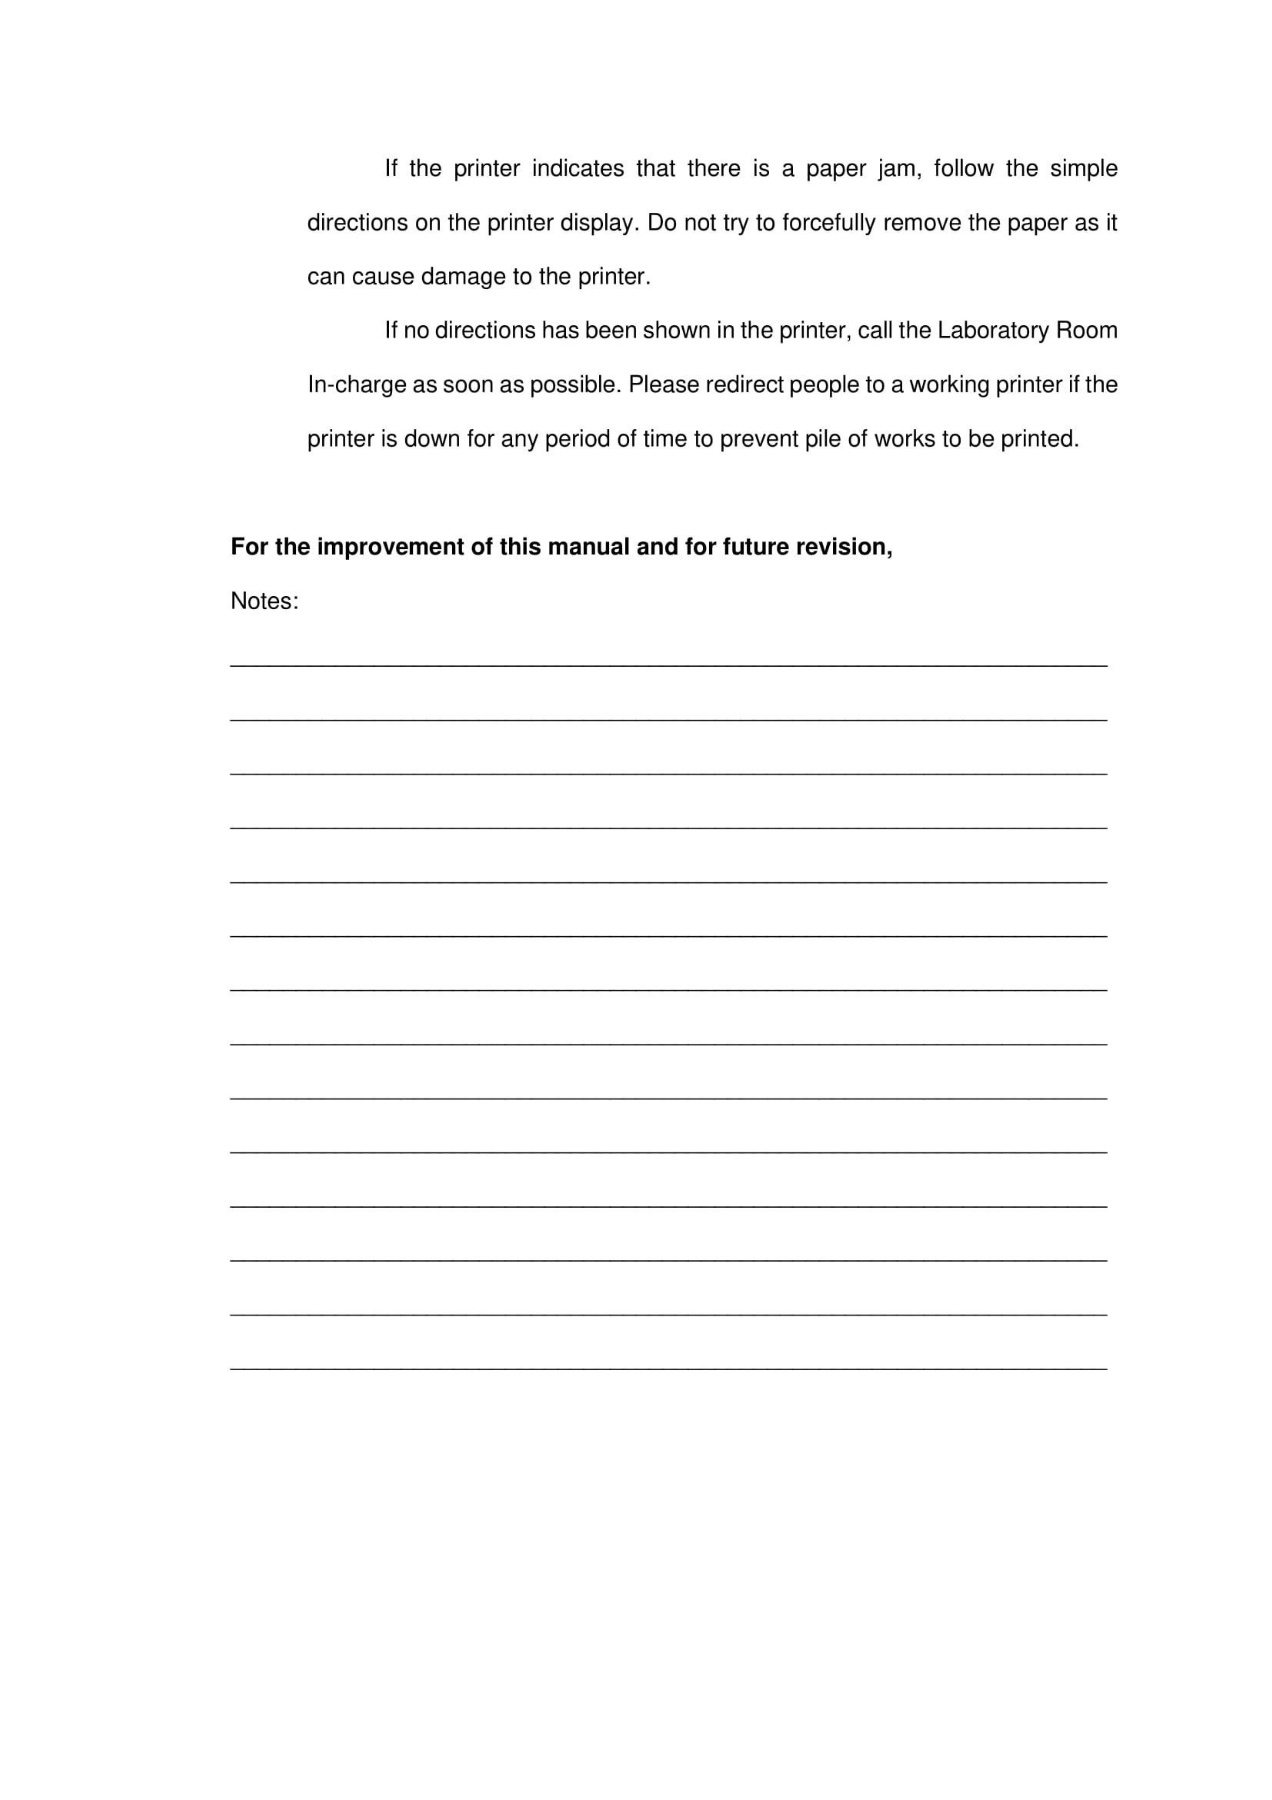 If the printer indicates that there is a paper jam, follow the simple
directions on the printer display. Do not try to forcefully remove the paper as it
can cause damage to the printer.
If no directions has been shown in the printer, call the Laboratory Room
In-charge as soon as possible. Please redirect people to a working printer if the
printer is down for any period of time to prevent pile of works to be printed.
For the improvement of this manual and for future revision,
Notes: